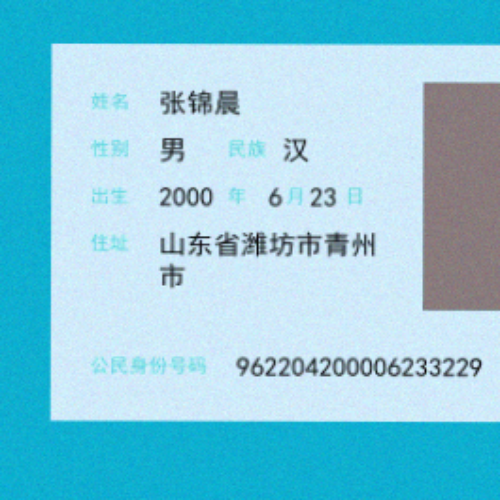 姓名 张锦晨
性别 男 民族 汉
出生 2000 年 6 月 23 日
住址 山东省潍坊市青州
市
公民身份号码 962204200006233229